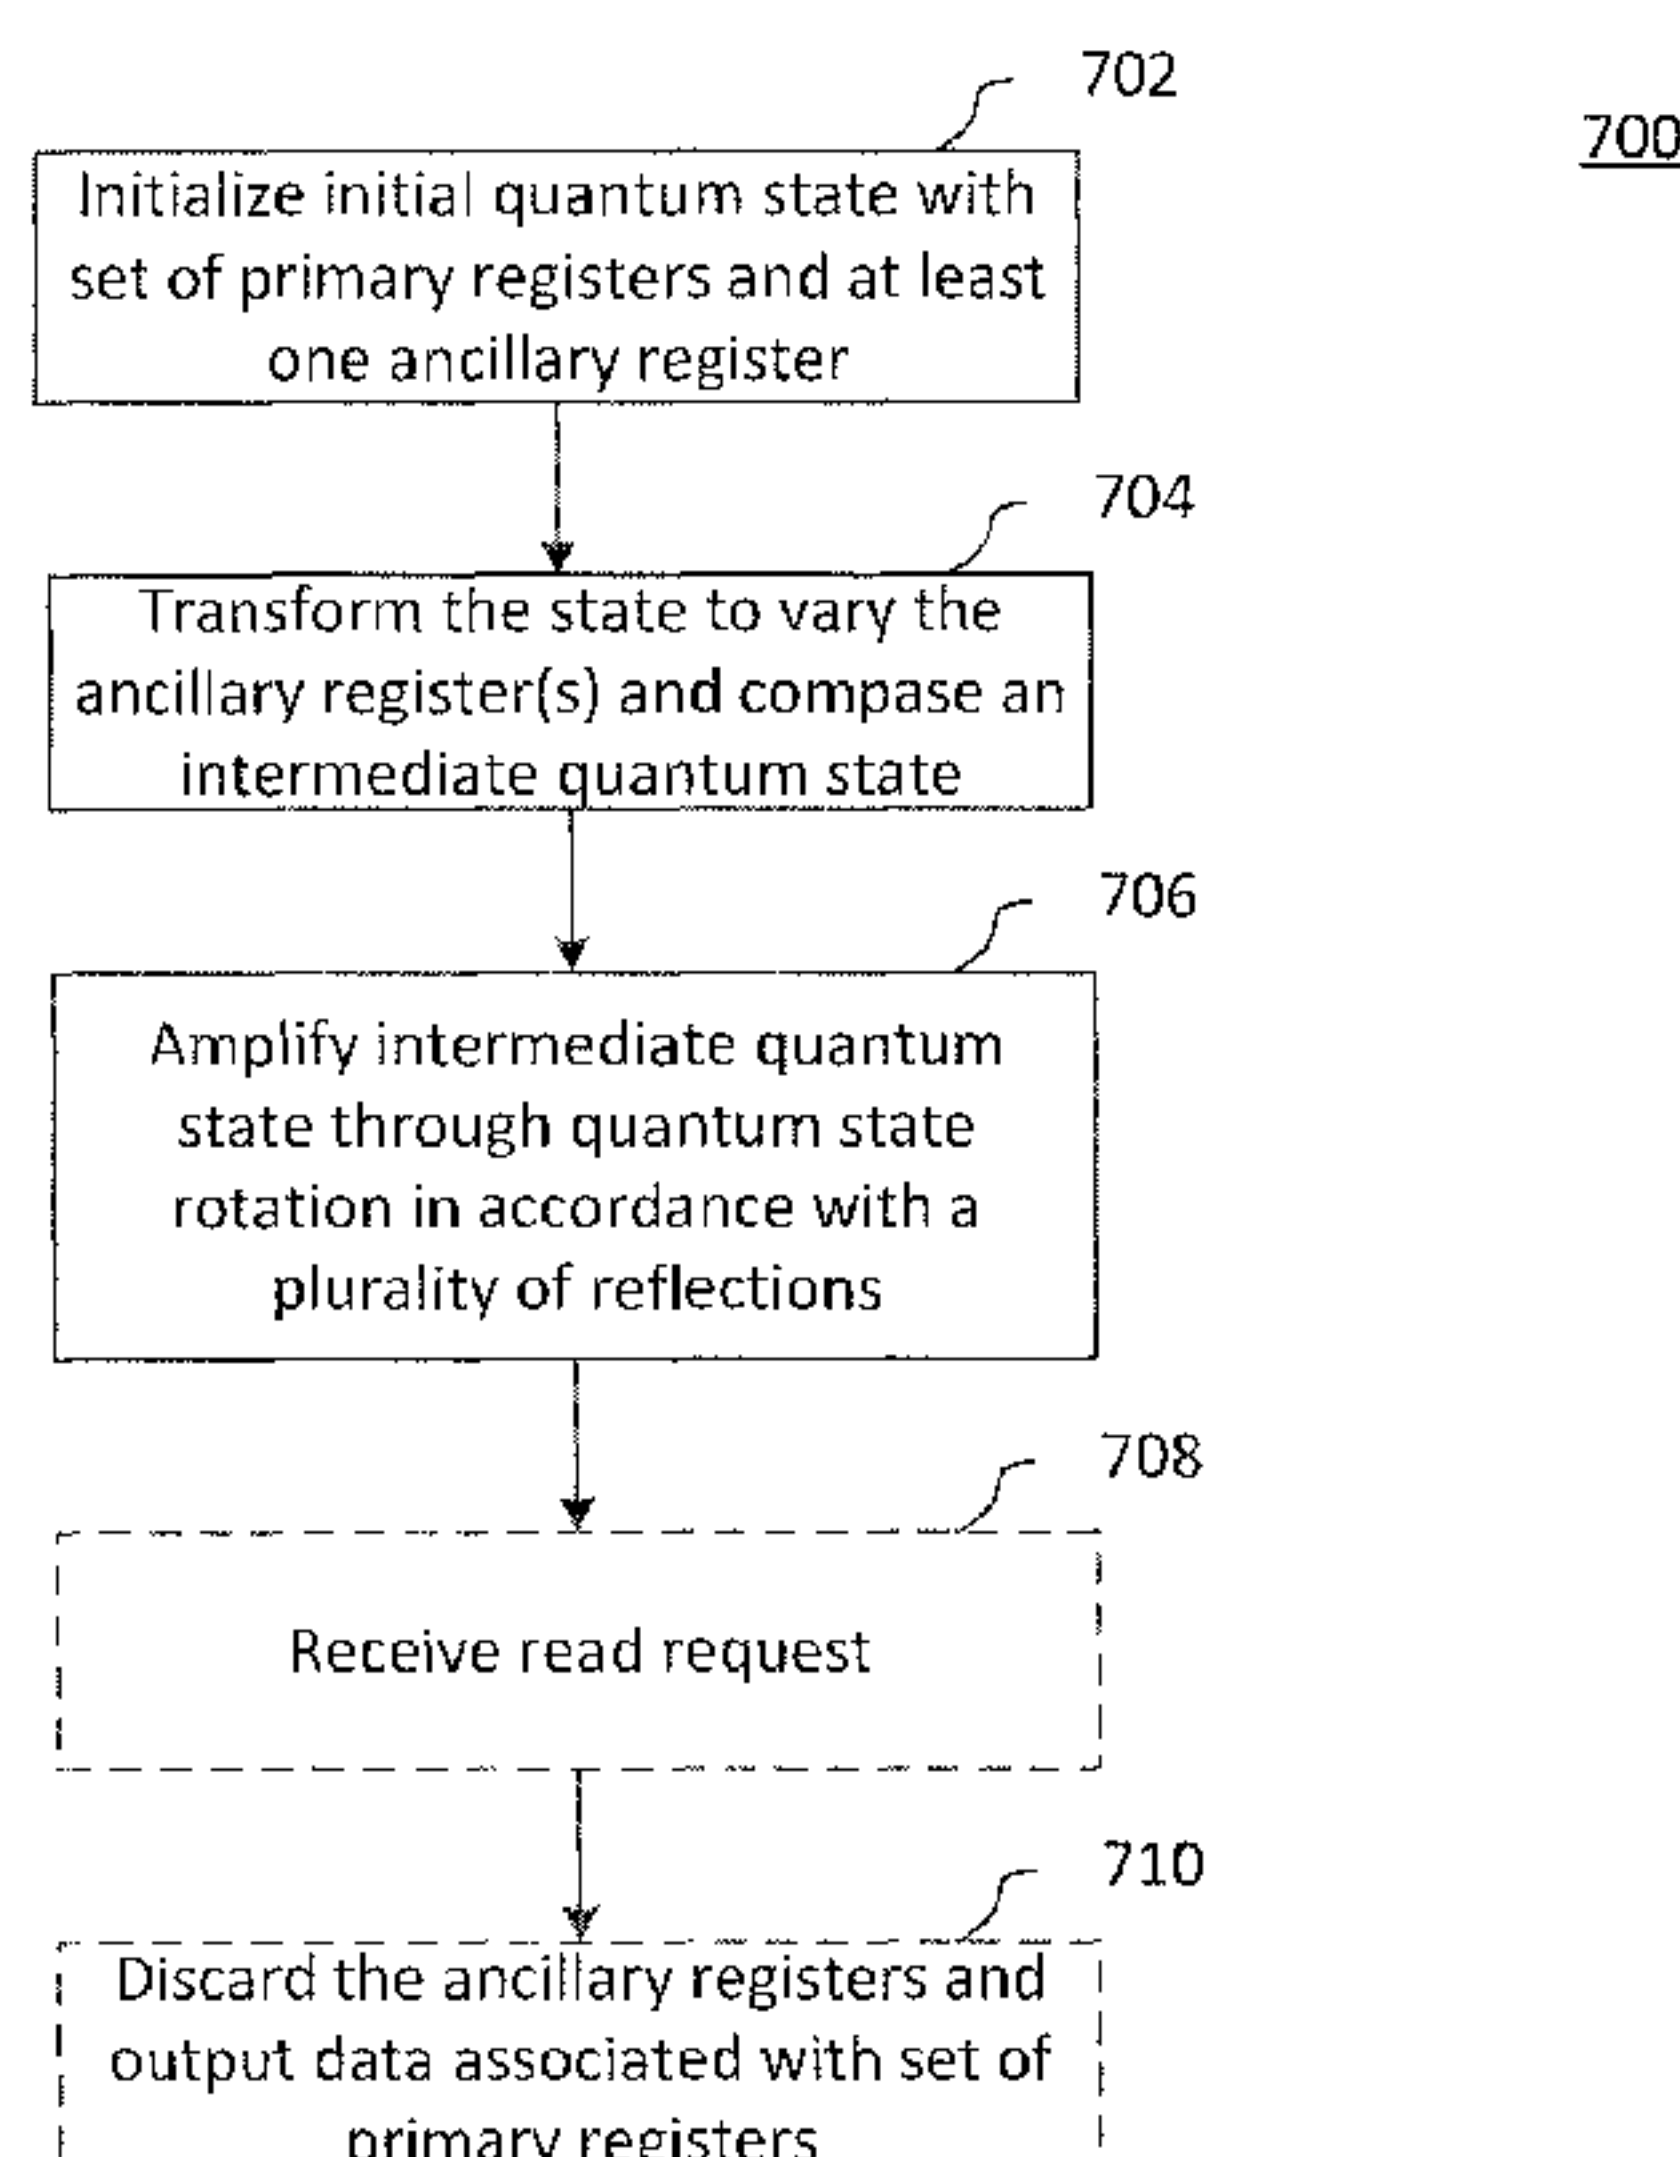 702
700
Initialize initial quantum state with
set of primary registers and at least
one ancillary register
704
Transform the state to vary the
ancillary register(s) and compase an
intermediate quantum state
706
Amplify intermediate quantum
state through quantum state
rotation in accordance with a
plurality of reflections
708
Receive read request
710
Discard the ancillary registers and
output data associated with set of
primary registers